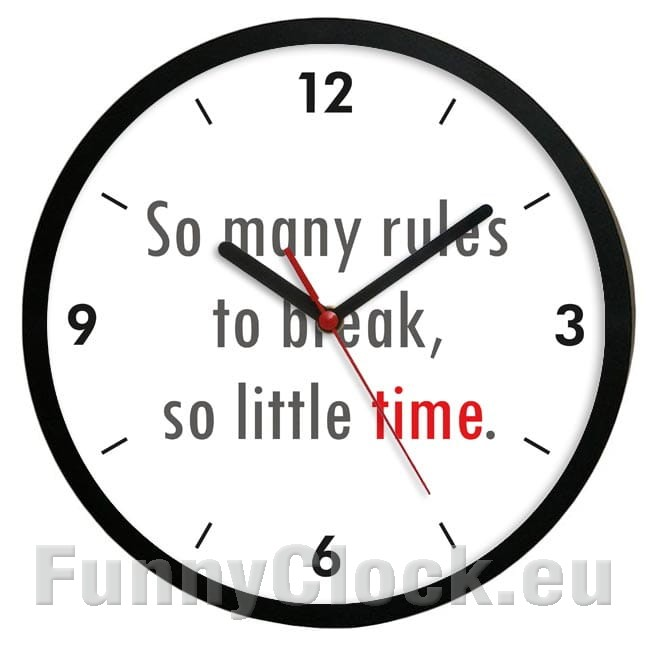 12
So many rules
9 to break, 3
so little time.
6
FunnyClock.eu